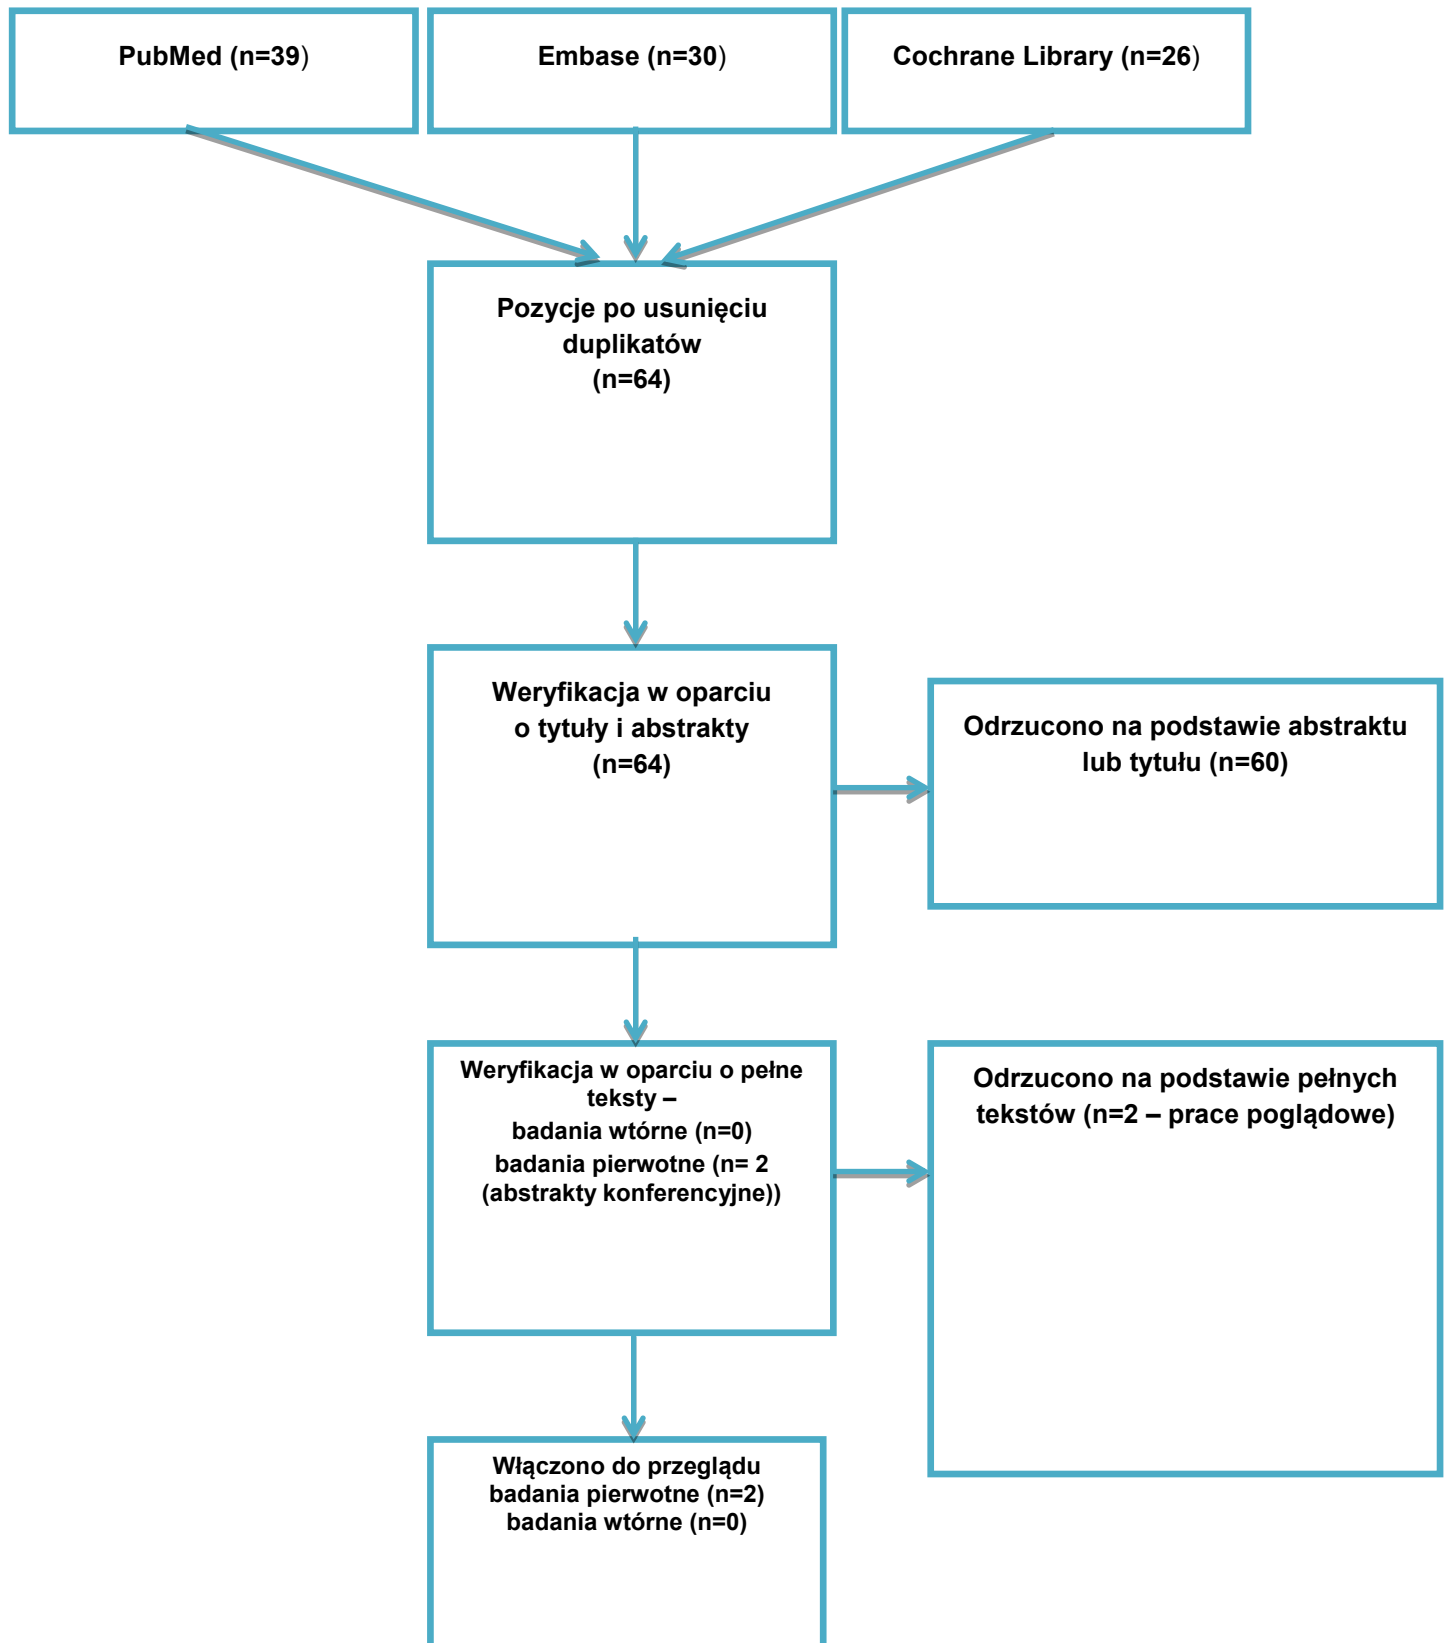 PubMed (n=39)
Embase (n=30)
Cochrane Library (n=26)
Pozycje po usunięciu
duplikatów
(n=64)
Weryfikacja w oparciu
o tytuły i abstrakty
(n=64)
Odrzucono na podstawie abstraktu
lub tytułu (n=60)
Weryfikacja w oparciu o pełne
teksty –
badania wtórne (n=0)
badania pierwotne (n= 2
(abstrakty konferencyjne))
Odrzucono na podstawie pełnych
tekstów (n=2 – prace poglądowe)
Włączono do przeglądu
badania pierwotne (n=2)
badania wtórne (n=0)